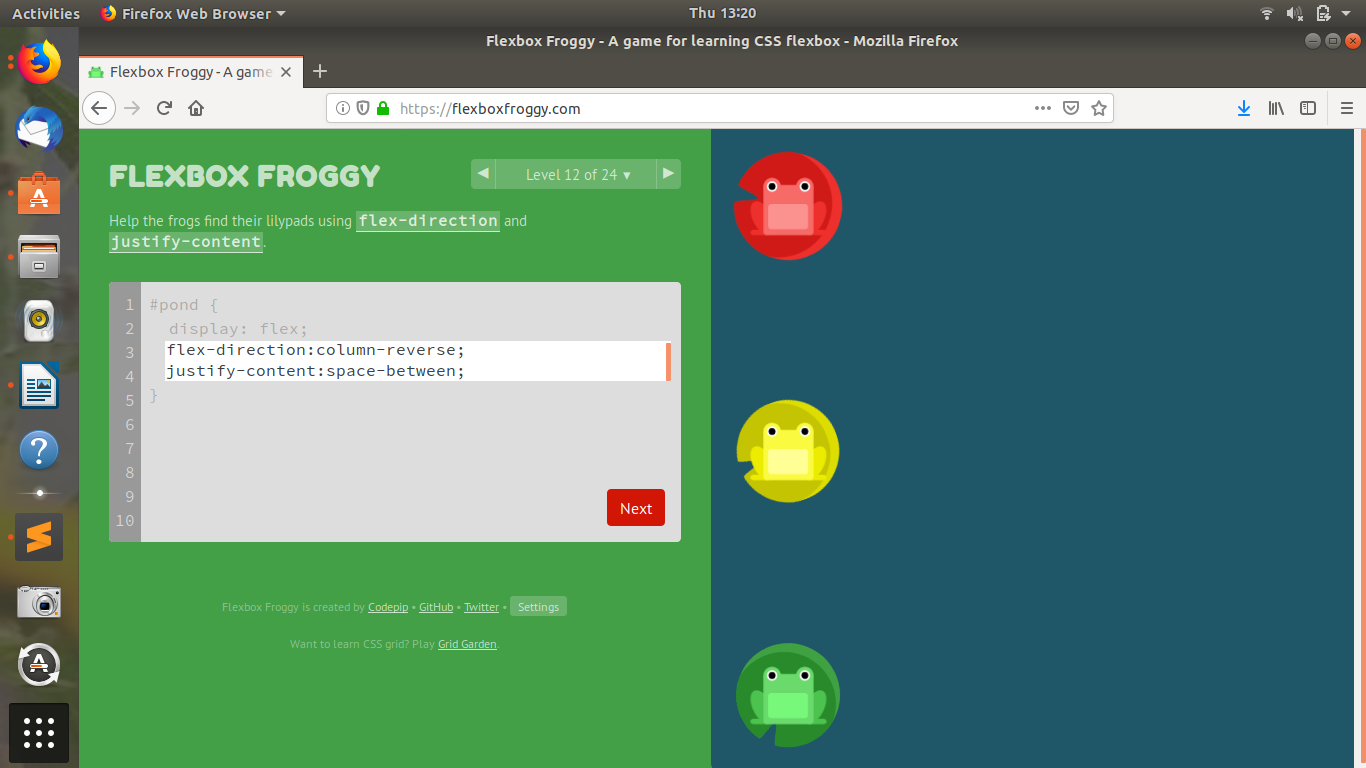 Activities Firefox Web Browser Thu 13:20
Flexbox Froggy - A game for learning CSS flexbox - Mozilla Firefox
Flexbox Froggy - A game
https://flexboxfroggy.com
FLEXBOX FROGGY
Level 12 of 24
Help the frogs find their lilypads using flex-direction and
justify-content.
1 #pond {
2 display: flex;
3 flex-direction:column-reverse;
4 justify-content:space-between;
5 }
6
7
8
9
10
Next
Flexbox Froggy is created by Codepip • GitHub • Twitter • Settings
Want to learn CSS grid? Play Grid Garden.